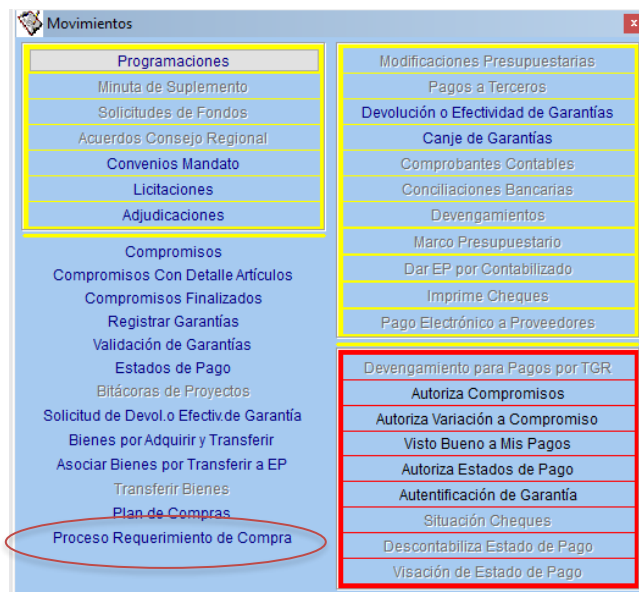 Movimientos
x
Programaciones
Minuta de Suplemento
Solicitudes de Fondos
Acuerdos Consejo Regional
Convenios Mandato
Licitaciones
Adjudicaciones
Compromisos
Compromisos Con Detalle Artículos
Compromisos Finalizados
Registrar Garantías
Validación de Garantías
Estados de Pago
Bitácoras de Proyectos
Solicitud de Devol.o Efectiv.de Garantía
Bienes por Adquirir y Transferir
Asociar Bienes por Transferir a EP
Transferir Bienes
Plan de Compras
Proceso Requerimiento de Compra
Modificaciones Presupuestarias
Pagos a Terceros
Devolución o Efectividad de Garantías
Canje de Garantías
Comprobantes Contables
Conciliaciones Bancarias
Devengamientos
Marco Presupuestario
Dar EP por Contabilizado
Imprime Cheques
Pago Electrónico a Proveedores
Devengamiento para Pagos por TGR
Autoriza Compromisos
Autoriza Variación a Compromiso
Visto Bueno a Mis Pagos
Autoriza Estados de Pago
Autentificación de Garantía
Situación Cheques
Descontabiliza Estado de Pago
Visación de Estado de Pago